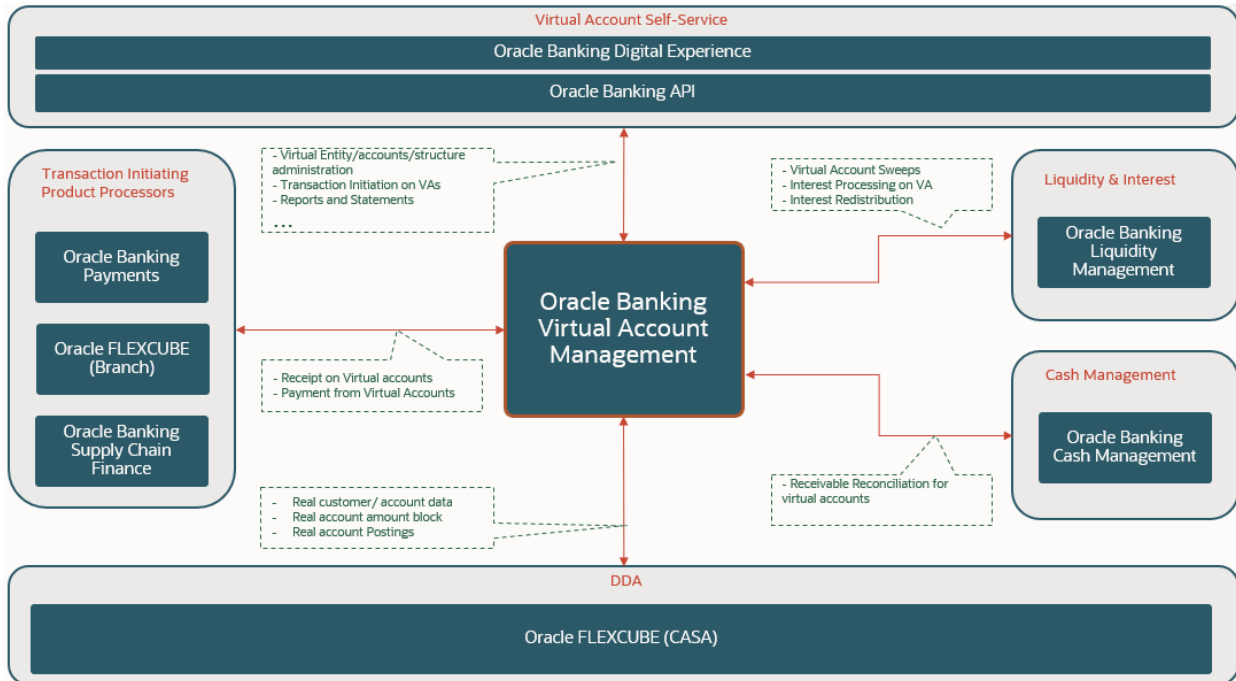 Virtual Account Self-Service
Oracle Banking Digital Experience
Oracle Banking API
- Virtual Entity/accounts/structure
administration
- Transaction Initiation on VAs
- Reports and Statements
...
- Virtual Account Sweeps
- Interest Processing on VA
- Interest Redistribution
Transaction Initiating
Product Processors
Oracle Banking
Payments
Oracle FLEXCUBE
(Branch)
Oracle Banking
Supply Chain
Finance
Liquidity & Interest
Oracle Banking
Liquidity
Management
Oracle Banking
Virtual Account
Management
- Receipt on Virtual accounts
- Payment from Virtual Accounts
Cash Management
Oracle Banking
Cash Management
- Receivable Reconciliation for
virtual accounts
- Real customer/ account data
- Real account amount block
- Real account Postings
DDA
Oracle FLEXCUBE (CASA)